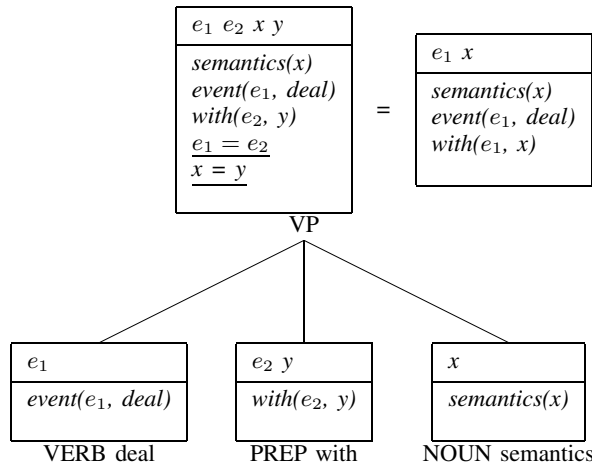 e₁ e₂ x y
semantics(x)
event(e₁, deal)
with(e₂, y)
e₁ = e₂
x = y
=
e₁ x
semantics(x)
event(e₁, deal)
with(e₁, x)
VP
e₁
event(e₁, deal)
VERB deal
e₂ y
with(e₂, y)
PREP with
x
semantics(x)
NOUN semantics